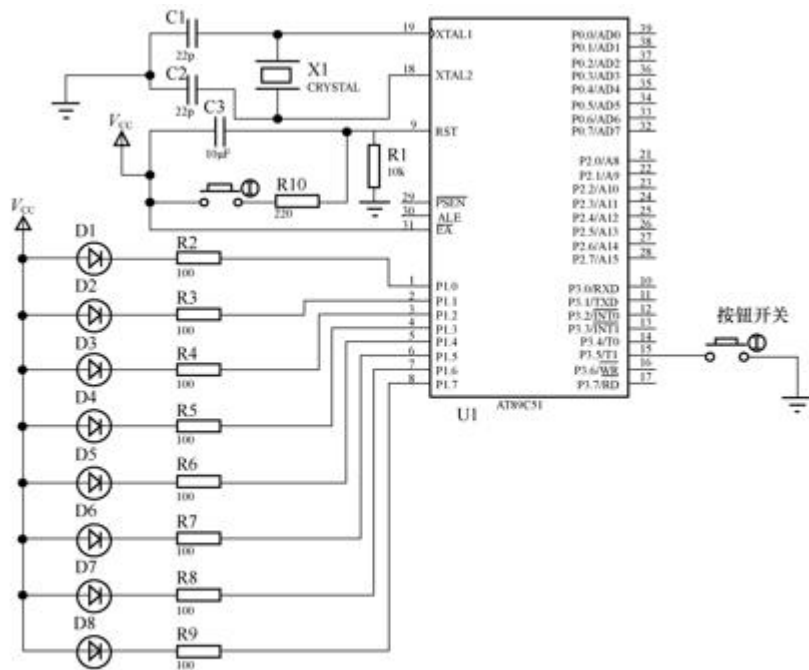 C1
22p
C2
22p
X1
CRYSTAL
C3
10μF
R1
10k
R10
220
Vcc
Vcc
D1
R2
100
D2
R3
100
D3
R4
100
D4
R5
100
D5
R6
100
D6
R7
100
D7
R8
100
D8
R9
100
19 XTAL1
18 XTAL2
9 RST
29 PSEN
30 ALE
31 EA
1 P1.0
2 P1.1
3 P1.2
4 P1.3
5 P1.4
6 P1.5
7 P1.6
8 P1.7
P0.0/AD0 39
P0.1/AD1 38
P0.2/AD2 37
P0.3/AD3 36
P0.4/AD4 35
P0.5/AD5 34
P0.6/AD6 33
P0.7/AD7 32
P2.0/A8 21
P2.1/A9 22
P2.2/A10 23
P2.3/A11 24
P2.4/A12 25
P2.5/A13 26
P2.6/A14 27
P2.7/A15 28
P3.0/RXD 10
P3.1/TXD 11
P3.2/INT0 12
P3.3/INT1 13
P3.4/T0 14
P3.5/T1 15
P3.6/WR 16
P3.7/RD 17
U1
AT89C51
按钮开关